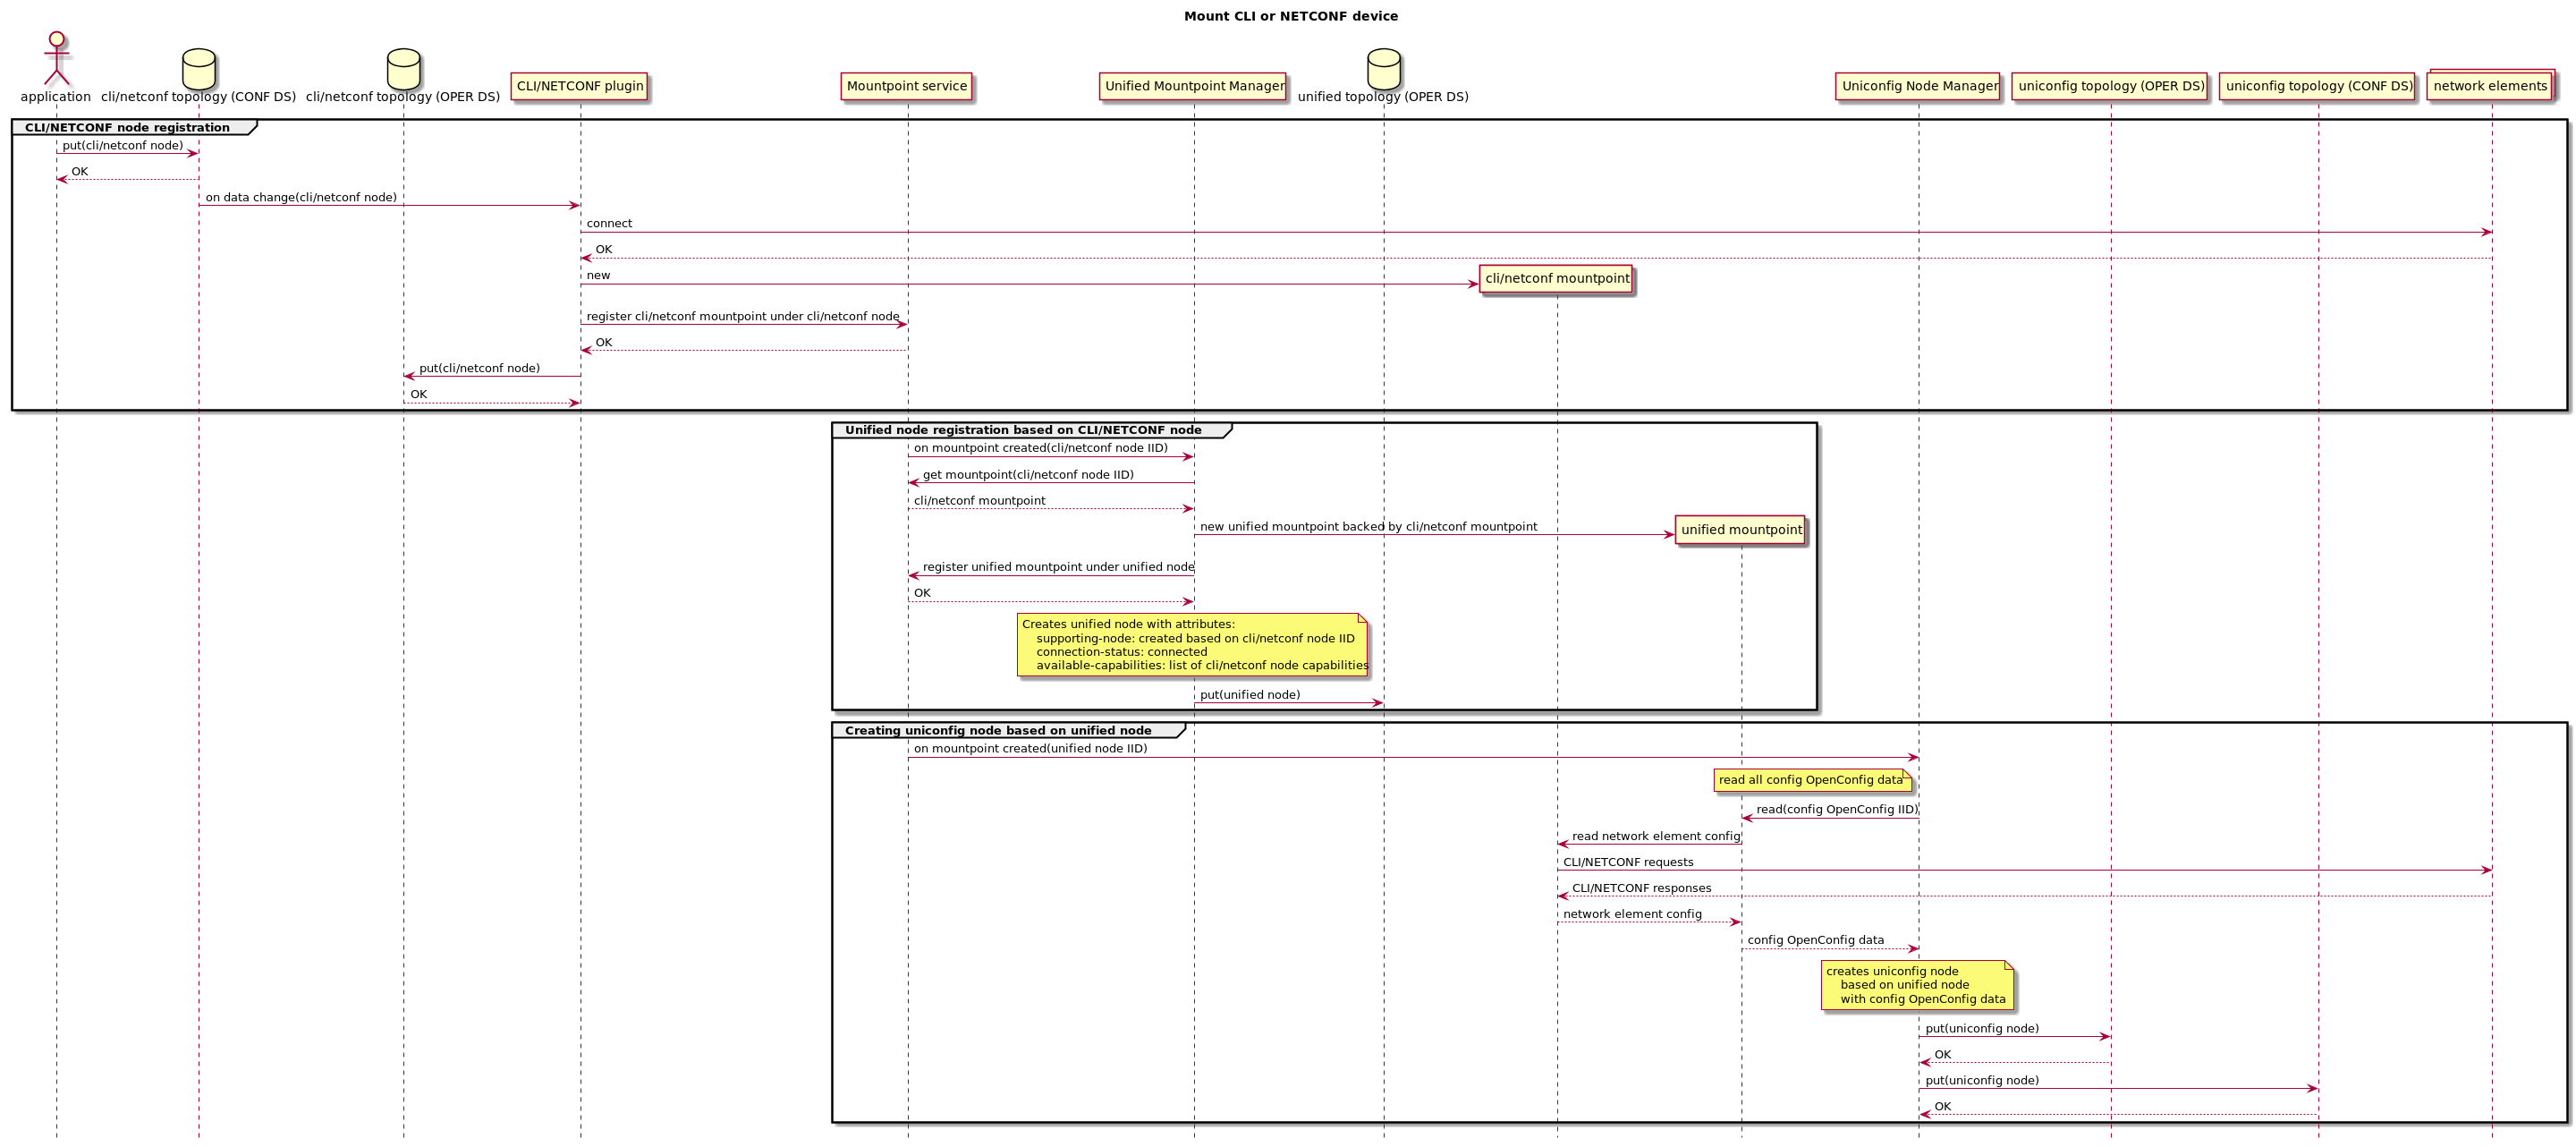 Mount CLI or NETCONF device
application
cli/netconf topology (CONF DS)
cli/netconf topology (OPER DS)
CLI/NETCONF plugin
Mountpoint service
Unified Mountpoint Manager
unified topology (OPER DS)
Uniconfig Node Manager
uniconfig topology (OPER DS)
uniconfig topology (CONF DS)
network elements
CLI/NETCONF node registration
put(cli/netconf node)
OK
on data change(cli/netconf node)
connect
OK
new
cli/netconf mountpoint
register cli/netconf mountpoint under cli/netconf node
OK
put(cli/netconf node)
OK
Unified node registration based on CLI/NETCONF node
on mountpoint created(cli/netconf node IID)
get mountpoint(cli/netconf node IID)
cli/netconf mountpoint
new unified mountpoint backed by cli/netconf mountpoint
unified mountpoint
register unified mountpoint under unified node
OK
Creates unified node with attributes:
supporting-node: created based on cli/netconf node IID
connection-status: connected
available-capabilities: list of cli/netconf node capabilities
put(unified node)
Creating uniconfig node based on unified node
on mountpoint created(unified node IID)
read all config OpenConfig data
read(config OpenConfig IID)
read network element config
CLI/NETCONF requests
CLI/NETCONF responses
network element config
config OpenConfig data
creates uniconfig node
based on unified node
with config OpenConfig data
put(uniconfig node)
OK
put(uniconfig node)
OK